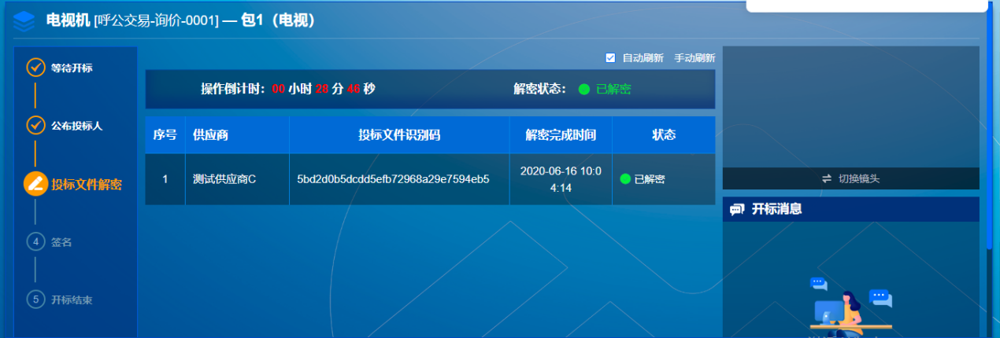 电视机 [呼公交易-询价-0001] — 包1（电视）
等待开标
公布投标人
投标文件解密
4 签名
5 开标结束
自动刷新 手动刷新
操作倒计时：00 小时 28 分 46 秒 解密状态： 已解密
序号 供应商 投标文件识别码 解密完成时间 状态
1 测试供应商C 5bd2d0b5dcdd5efb72968a29e7594eb5 2020-06-16 10:0
4:14 已解密
切换镜头
开标消息